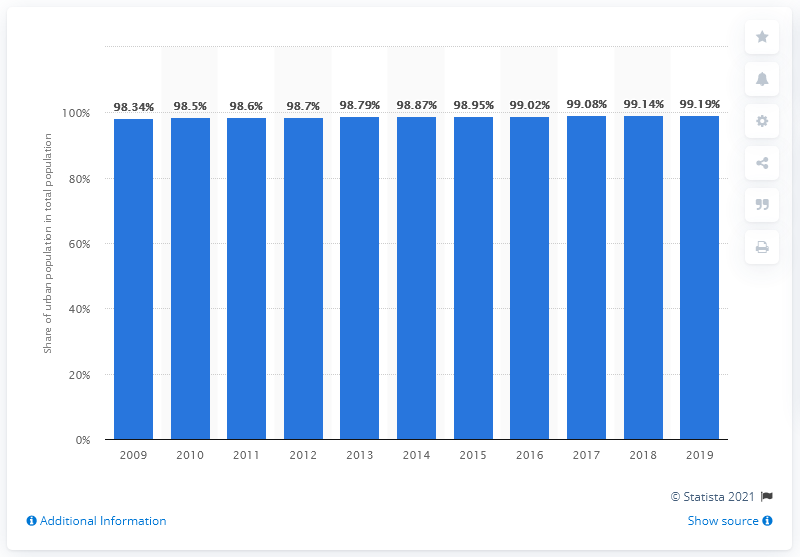 98.34% 98.5% 98.6% 98.7% 98.79% 98.87% 98.95% 99.02% 99.08% 99.14% 99.19%
Share of urban population in total population
100%
80%
60%
40%
20%
0%
2009 2010 2011 2012 2013 2014 2015 2016 2017 2018 2019
© Statista 2021
Additional Information
Show source